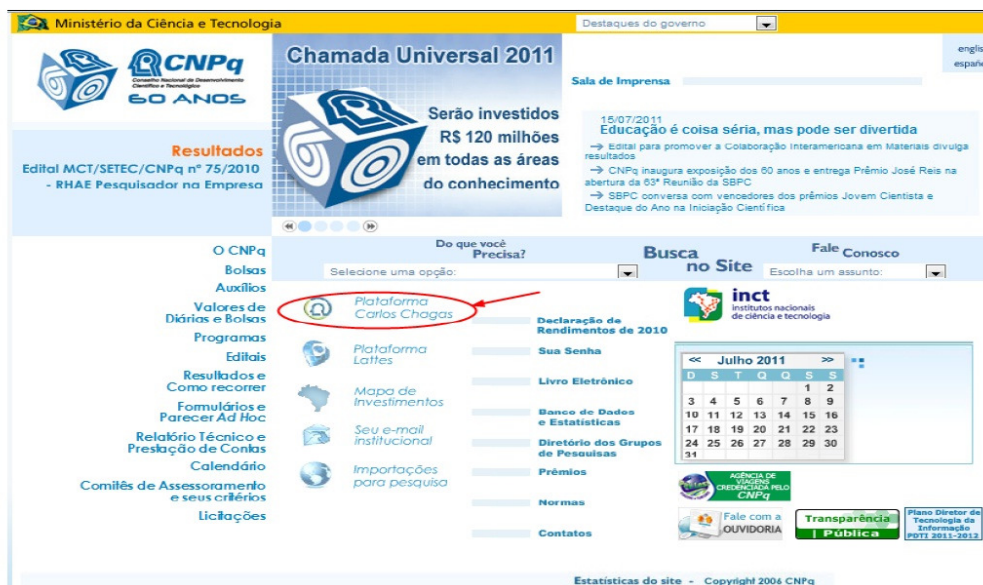 Ministério da Ciência e Tecnologia
Destaques do governo
CNPq
Conselho Nacional de Desenvolvimento
Científico e Tecnológico
60 ANOS
Resultados
Edital MCT/SETEC/CNPq nº 75/2010
- RHAE Pesquisador na Empresa
Chamada Universal 2011
Serão investidos
R$ 120 milhões
em todas as áreas
do conhecimento
englis
españo
Sala de Imprensa
15/07/2011
Educação é coisa séria, mas pode ser divertida
→ Edital para promover a Colaboração Interamericana em Materiais divulga
resultados
→ CNPq inaugura exposição dos 60 anos e entrega Prêmio José Reis na
abertura da 63ª Reunião da SBPC
→ SBPC conversa com vencedores dos prêmios Jovem Cientista e
Destaque do Ano na Iniciação Científica
Do que você
Precisa?
Selecione uma opção:
Busca
no Site
Fale Conosco
Escolha um assunto:
O CNPq
Bolsas
Auxílios
Valores de
Diárias e Bolsas
Programas
Editais
Resultados e
Como recorrer
Formulários e
Parecer Ad Hoc
Relatório Técnico e
Prestação de Contas
Calendário
Comitês de Assessoramento
e seus critérios
Licitações
Plataforma
Carlos Chagas
Plataforma
Lattes
Mapa de
Investimentos
Seu e-mail
institucional
Importações
para pesquisa
Declaração de
Rendimentos de 2010
Sua Senha
Livro Eletrônico
Banco de Dados
e Estatísticas
Diretório dos Grupos
de Pesquisas
Prêmios
Normas
Contatos
inct
institutos nacionais
de ciência e tecnologia
<< Julho 2011 >>
D S T Q Q S S
1 2
3 4 5 6 7 8 9
10 11 12 13 14 15 16
17 18 19 20 21 22 23
24 25 26 27 28 29 30
31
AGÊNCIA DE
VIAGENS
CREDENCIADA PELO
CNPq
Fale com a
OUVIDORIA
Transparência
Pública
Plano Diretor de
Tecnologia da
Informação
PDTI 2011-2012
Estatísticas do site - Copyright 2006 CNPq